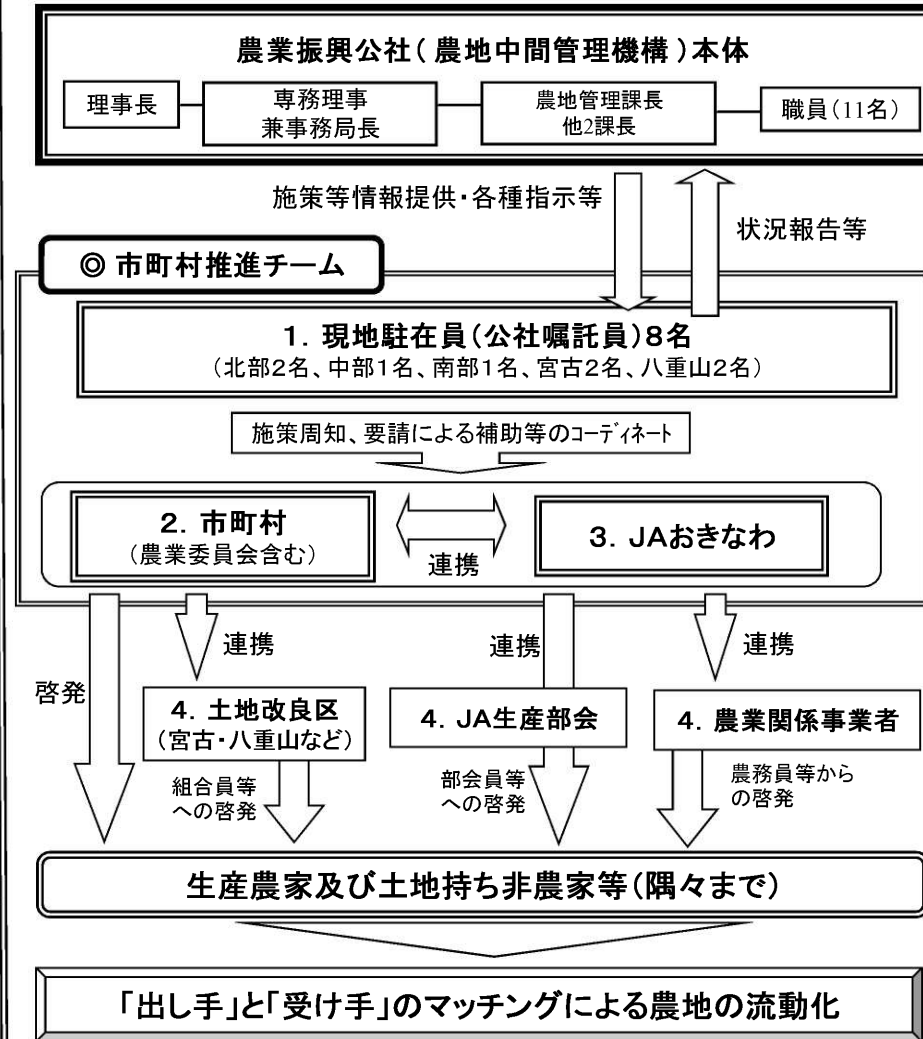 農業振興公社(農地中間管理機構)本体
理事長
専務理事
兼事務局長
農地管理課長
他2課長
職員(11名)
施策等情報提供・各種指示等
状況報告等
◎ 市町村推進チーム
1. 現地駐在員(公社嘱託員)8名
(北部2名、中部1名、南部1名、宮古2名、八重山2名)
施策周知、要請による補助等のコーディネート
2. 市町村
(農業委員会含む)
連携
3. JAおきなわ
啓発
連携
連携
連携
4. 土地改良区
(宮古・八重山など)
4. JA生産部会
4. 農業関係事業者
組合員等
への啓発
部会員等
への啓発
農務員等から
の啓発
生産農家及び土地持ち非農家等(隅々まで)
「出し手」と「受け手」のマッチングによる農地の流動化